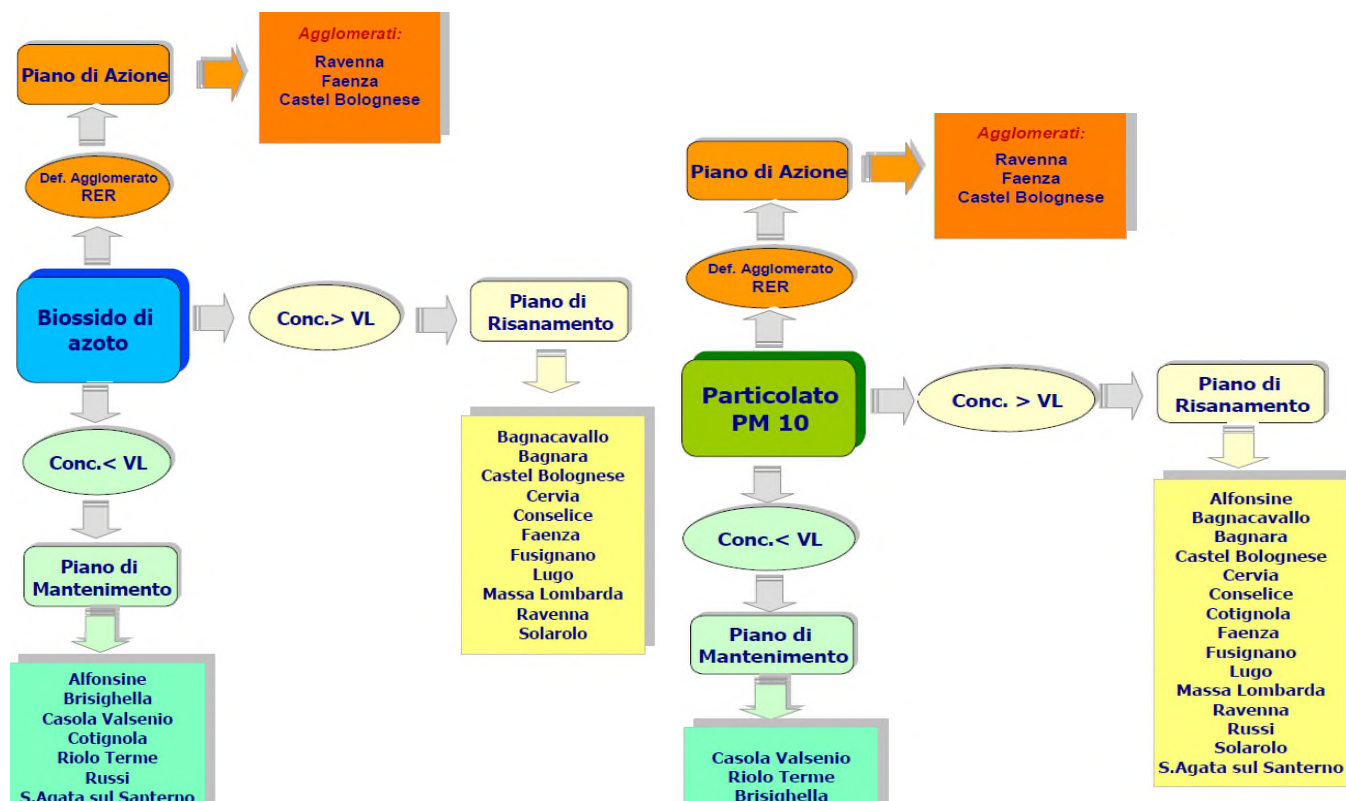 Agglomerati:
Ravenna
Faenza
Castel Bolognese
Piano di Azione
Def. Agglomerato
RER
Biossido di
azoto
Conc.> VL
Piano di
Risanamento
Bagnacavallo
Bagnara
Castel Bolognese
Cervia
Conselice
Faenza
Fusignano
Lugo
Massa Lombarda
Ravenna
Solarolo
Conc.< VL
Piano di
Mantenimento
Alfonsine
Brisighella
Casola Valsenio
Cotignola
Riolo Terme
Russi
S.Agata sul Santerno
Agglomerati:
Ravenna
Faenza
Castel Bolognese
Piano di Azione
Def. Agglomerato
RER
Particolato
PM 10
Conc. > VL
Piano di
Risanamento
Alfonsine
Bagnacavallo
Bagnara
Castel Bolognese
Cervia
Conselice
Cotignola
Faenza
Fusignano
Lugo
Massa Lombarda
Ravenna
Russi
Solarolo
S.Agata sul Santerno
Conc.< VL
Piano di
Mantenimento
Casola Valsenio
Riolo Terme
Brisighella